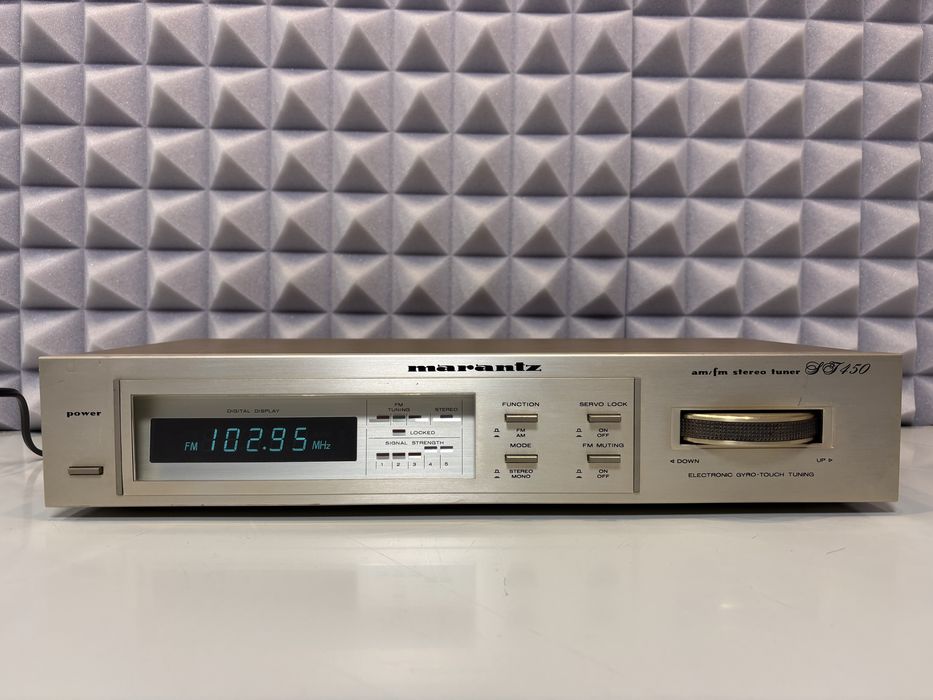 marantz
am/fm stereo tuner ST450
power
DIGITAL DISPLAY
FM 102.95 MHz
FM TUNING
STEREO
LOCKED
SIGNAL STRENGTH
1 2 3 4 5
FUNCTION
FM
AM
SERVO LOCK
ON
OFF
MODE
STEREO
MONO
FM MUTING
ON
OFF
DOWN
UP
ELECTRONIC GYRO-TOUCH TUNING